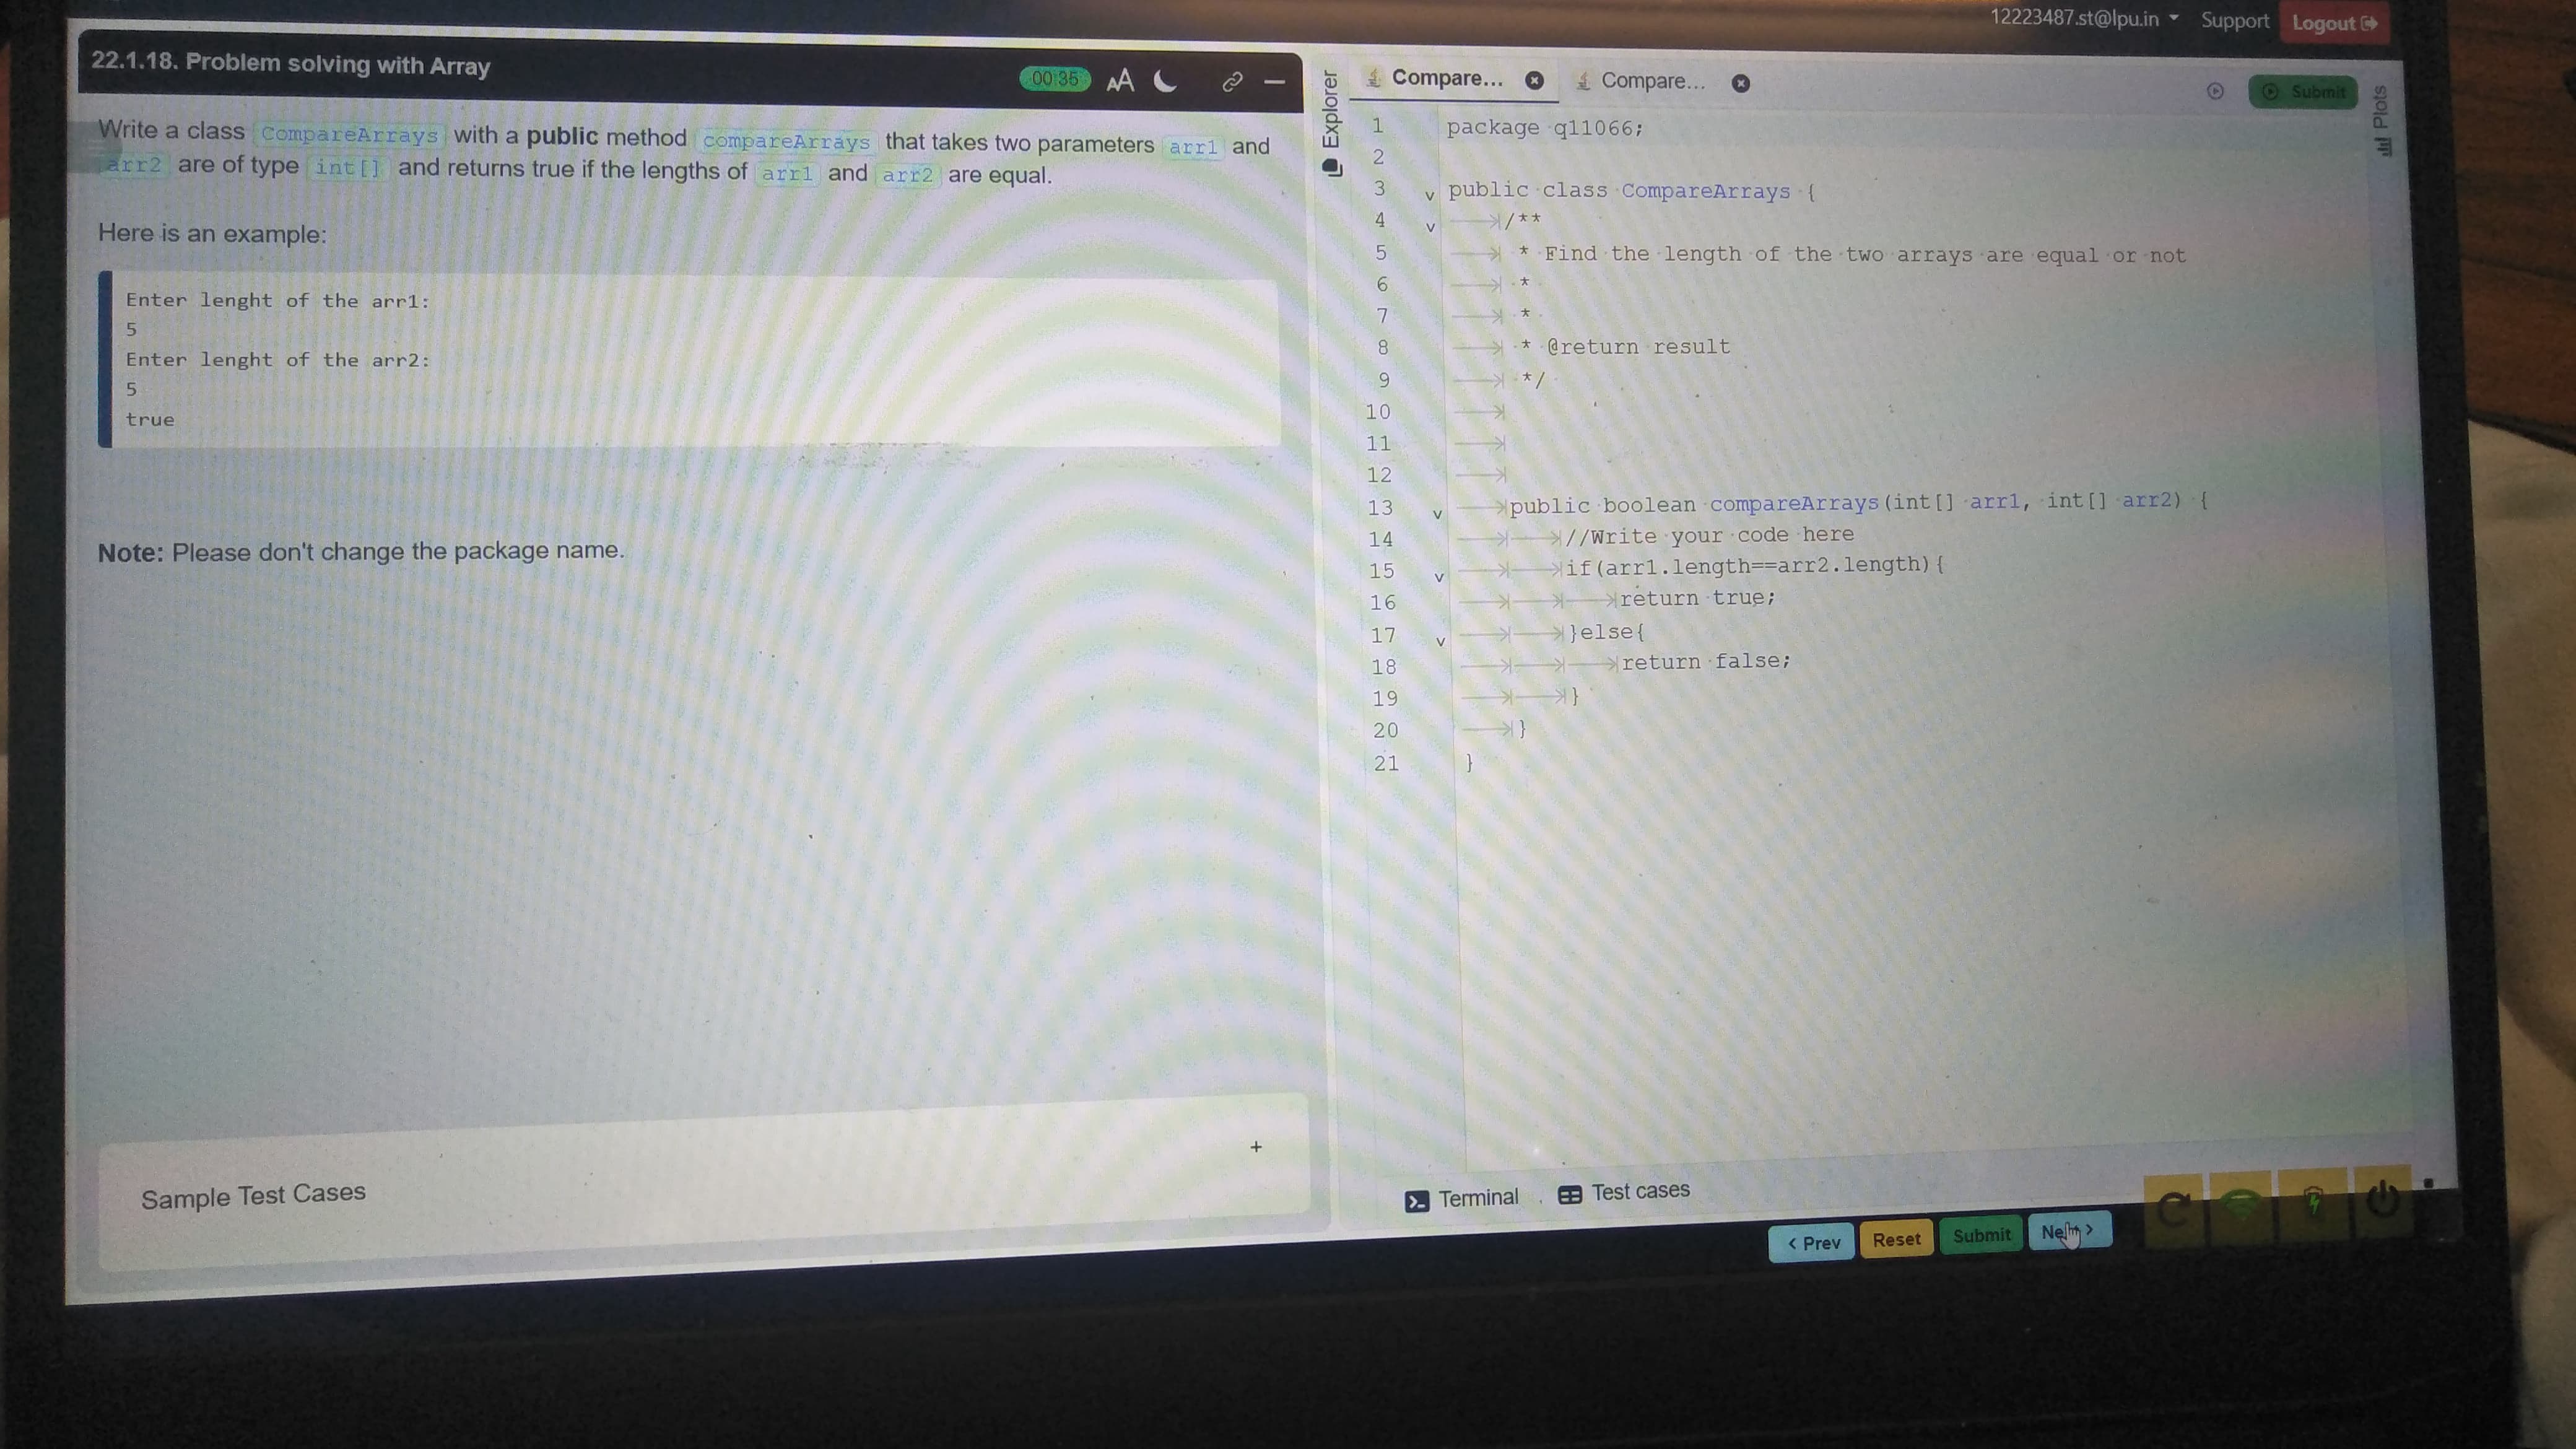 12223487.st@lpu.in Support Logout
22.1.18. Problem solving with Array
00:35 AA
Write a class CompareArrays with a public method compareArrays that takes two parameters arr1 and
arr2 are of type int[] and returns true if the lengths of arr1 and arr2 are equal.
Here is an example:
Enter lenght of the arr1:
5
Enter lenght of the arr2:
5
true
Note: Please don't change the package name.
Sample Test Cases +
Explorer
Compare... Compare...
Submit
Plots
1 package q11066;
2
3 public class CompareArrays {
4 /**
5 * Find the length of the two arrays are equal or not
6 *
7 *
8 * @return result
9 */
10
11
12
13 public boolean compareArrays(int[] arr1, int[] arr2) {
14 //Write your code here
15 if(arr1.length==arr2.length){
16 return true;
17 }else{
18 return false;
19 }
20 }
21 }
Terminal Test cases
< Prev Reset Submit >